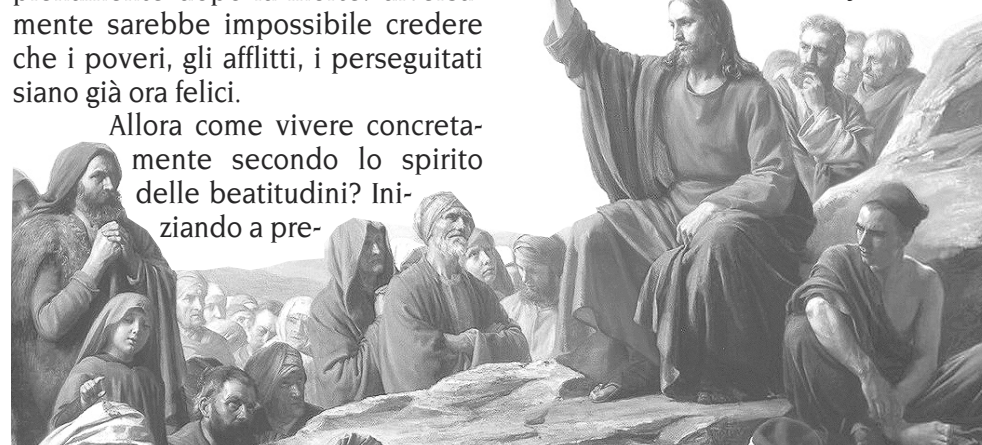 mente sarebbe impossibile credere
che i poveri, gli afflitti, i perseguitati
siano già ora felici.
Allora come vivere concreta-
mente secondo lo spirito
delle beatitudini? Ini-
ziando a pre-